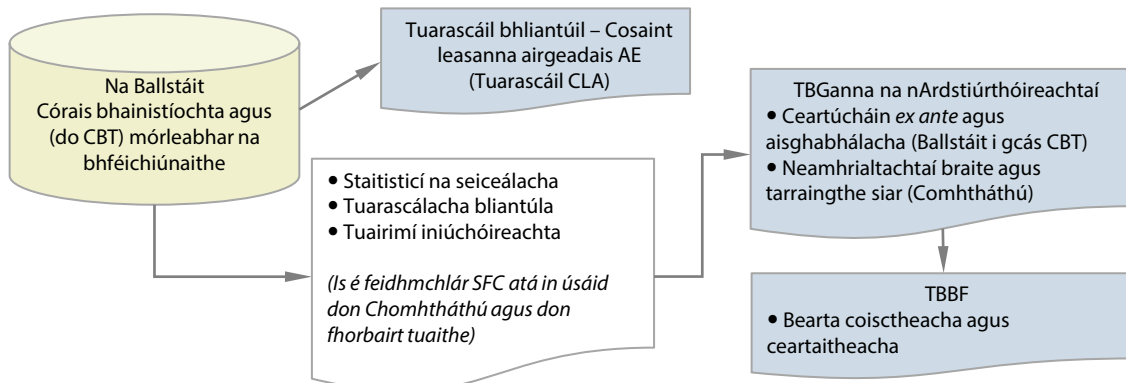 Na Ballstáit
Córais bhainistíochta agus
(do CBT) mórleabhar na
bhféichiúnaithe
Tuarascáil bhliantúil – Cosaint
leasanna airgeadais AE
(Tuarascáil CLA)
• Staitisticí na seiceálacha
• Tuarascálacha bliantúla
• Tuairimí iniúchóireachta
(Is é feidhmchlár SFC atá in úsáid
don Chomhtháthú agus don
fhorbairt tuaithe)
TBGanna na nArdstiúrthóireachtaí
• Ceartúcháin ex ante agus
aisghabhálacha (Ballstáit i gcás CBT)
• Neamhrialtachtaí braite agus
tarraingthe siar (Comhtháthú)
TBBF
• Bearta coisctheacha agus
ceartaitheacha